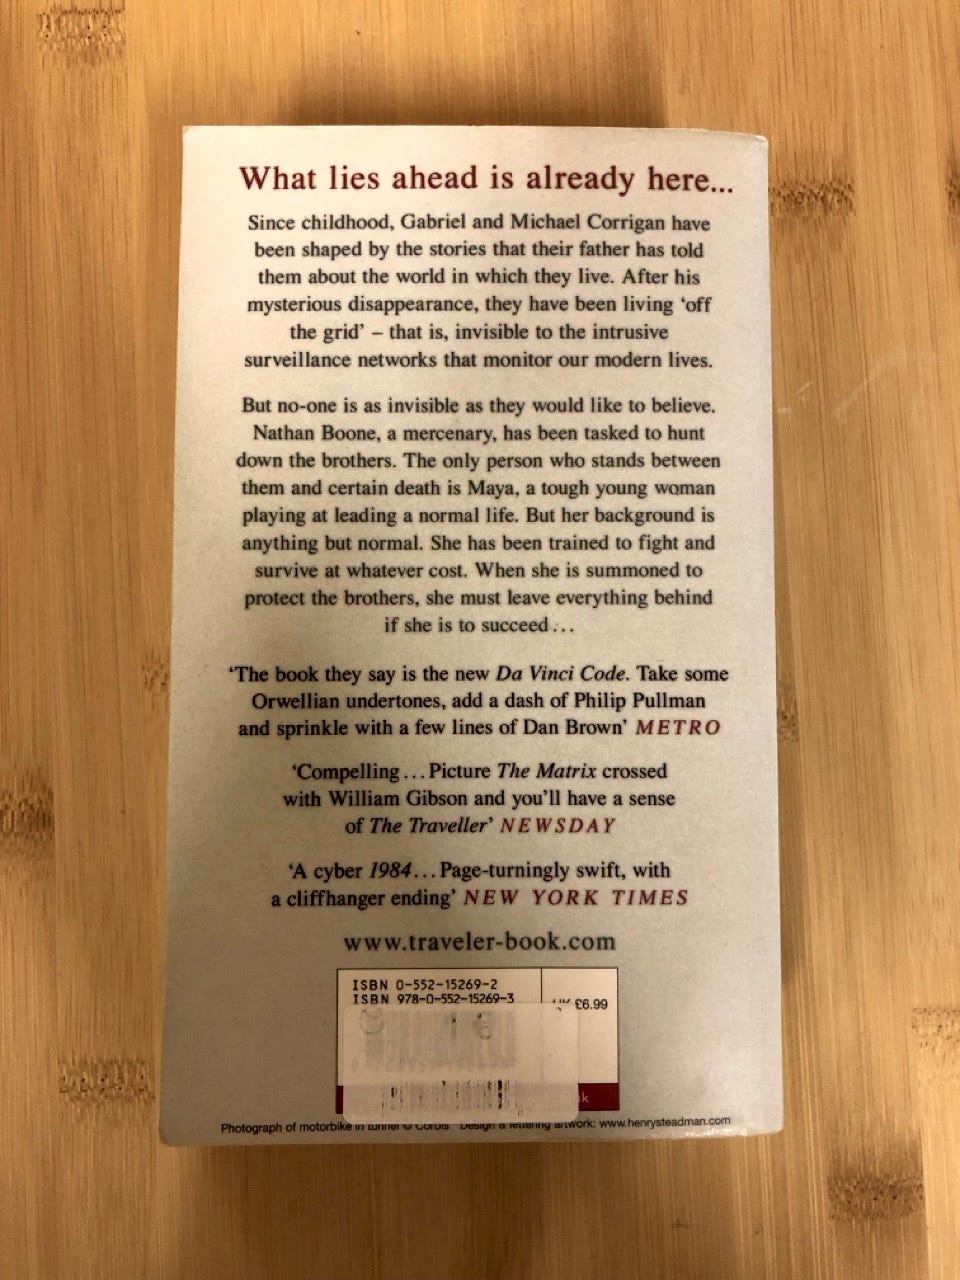 What lies ahead is already here...
Since childhood, Gabriel and Michael Corrigan have
been shaped by the stories that their father has told
them about the world in which they live. After his
mysterious disappearance, they have been living ‘off
the grid’ – that is, invisible to the intrusive
surveillance networks that monitor our modern lives.
But no-one is as invisible as they would like to believe.
Nathan Boone, a mercenary, has been tasked to hunt
down the brothers. The only person who stands between
them and certain death is Maya, a tough young woman
playing at leading a normal life. But her background is
anything but normal. She has been trained to fight and
survive at whatever cost. When she is summoned to
protect the brothers, she must leave everything behind
if she is to succeed...
‘The book they say is the new Da Vinci Code. Take some
Orwellian undertones, add a dash of Philip Pullman
and sprinkle with a few lines of Dan Brown’ METRO
‘Compelling...Picture The Matrix crossed
with William Gibson and you’ll have a sense
of The Traveller’ NEWSDAY
‘A cyber 1984...Page-turningly swift, with
a cliffhanger ending’ NEW YORK TIMES
www.traveler-book.com
ISBN 0-552-15269-2
ISBN 978-0-552-15269-3
£6.99
Photograph of motorbike in tunnel © Corbis Design & lettering artwork: www.henrysteadman.com